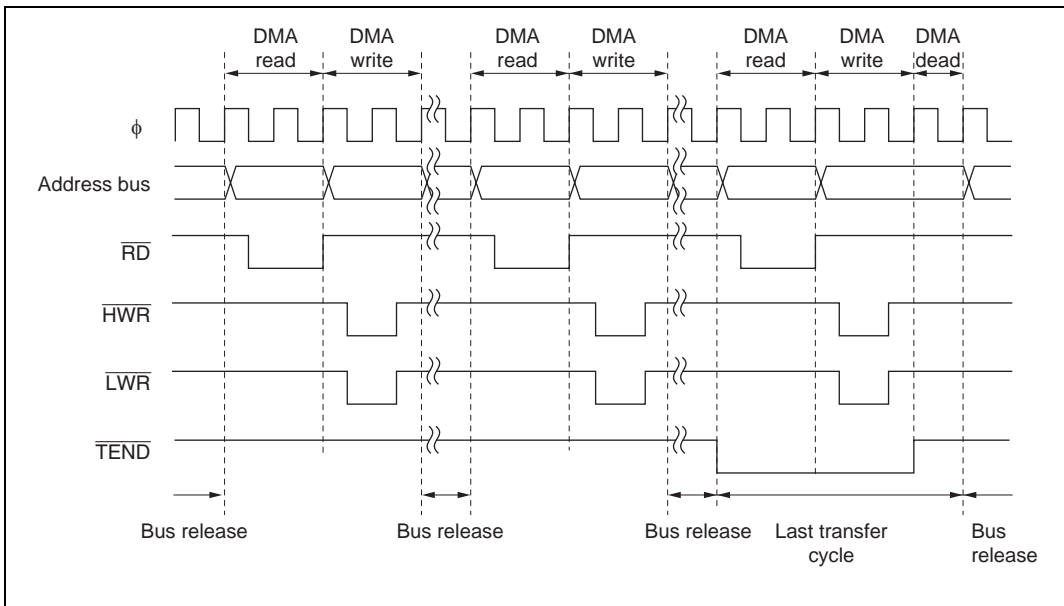 DMA read
DMA write
DMA read
DMA write
DMA read
DMA write
DMA dead
ϕ
Address bus
RD
HWR
LWR
TEND
Bus release
Bus release
Bus release
Last transfer cycle
Bus release